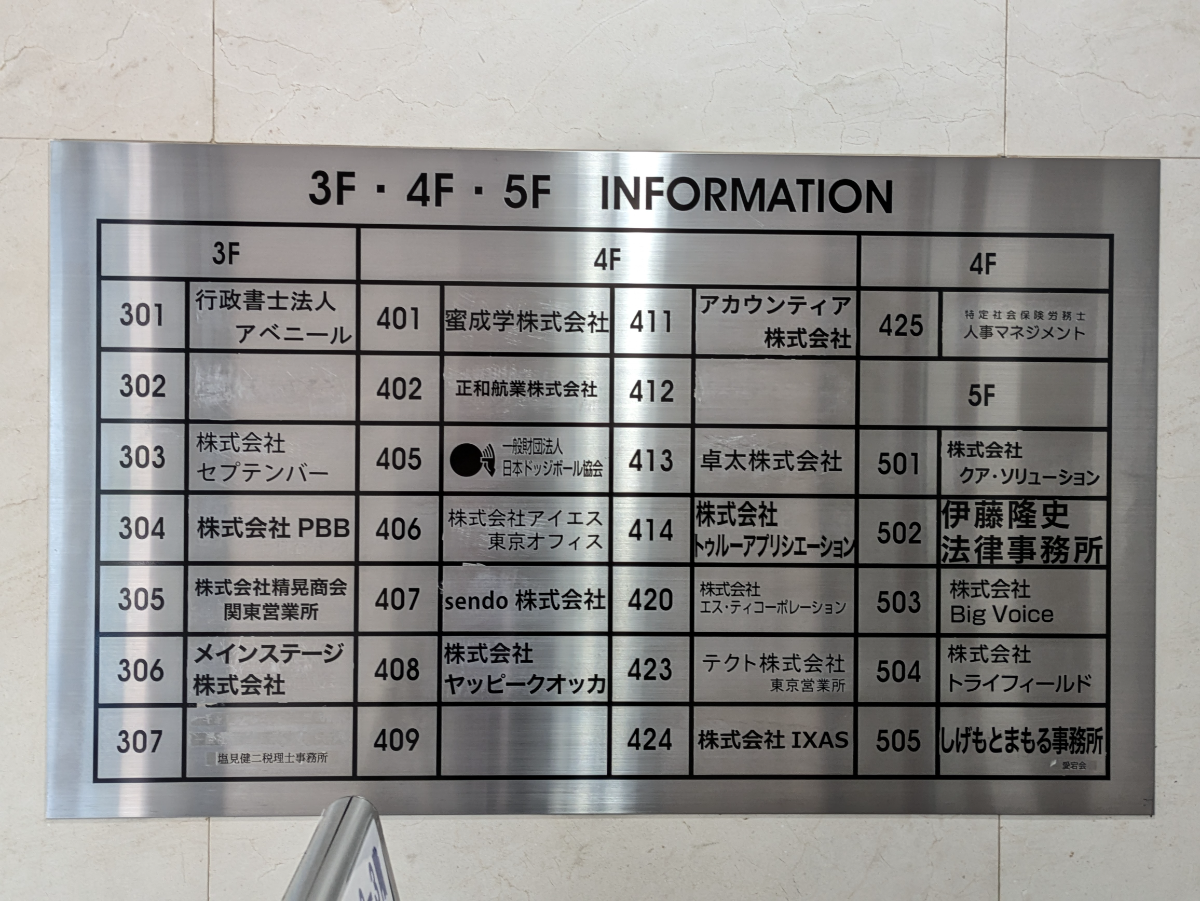 3F・4F・5F INFORMATION
3F
4F
4F
301
行政書士法人
アベニール
401
蜜成学株式会社
411
アカウンティア
株式会社
425
特定社会保険労務士
人事マネジメント
302
402
正和航業株式会社
412
5F
303
株式会社
セプテンバー
405
一般財団法人
日本ドッジボール協会
413
卓太株式会社
501
株式会社
クア・ソリューション
304
株式会社 PBB
406
株式会社アイエス
東京オフィス
414
株式会社
トゥルーアプリシエーション
502
伊藤隆史
法律事務所
305
株式会社精晃商会
関東営業所
407
sendo 株式会社
420
株式会社
エス・ティコーポレーション
503
株式会社
Big Voice
306
メインステージ
株式会社
408
株式会社
ヤッピークオッカ
423
テクト株式会社
東京営業所
504
株式会社
トライフィールド
307
塩見健二税理士事務所
409
424
株式会社 IXAS
505
しげもとまもる事務所
愛宕会